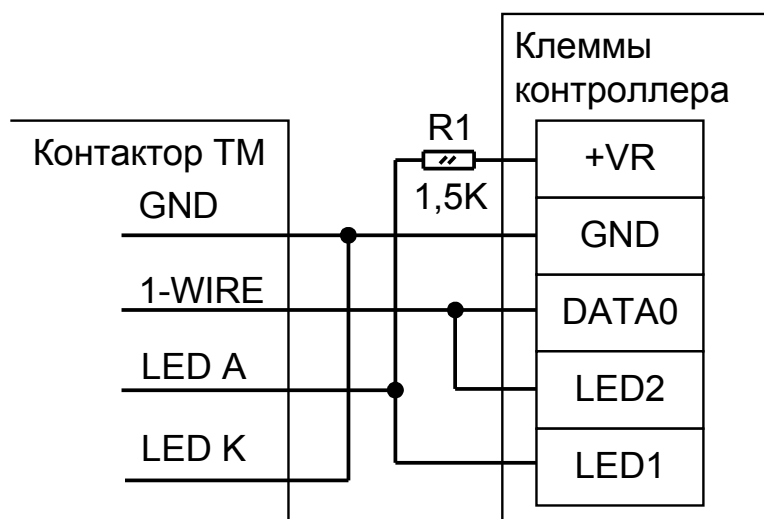 Клеммы
контроллера
Контактор ТМ
R1
1,5K
+VR
GND
GND
1-WIRE
DATA0
LED A
LED2
LED K
LED1